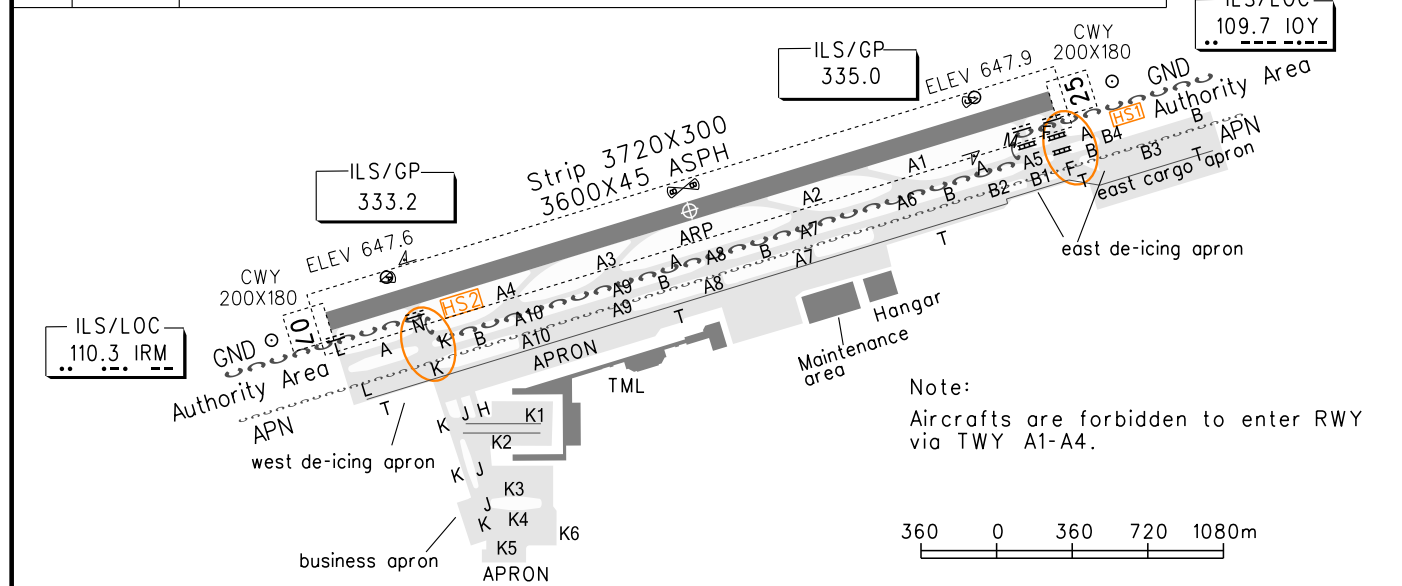 ILS/LOC
109.7 IOY
CWY
200X180
ILS/GP
335.0
ELEV 647.9
25
GND
Authority Area
HS1
APN
Strip 3720X300
3600X45 ASPH
ILS/GP
333.2
ELEV 647.6
CWY
200X180
07
GND
Authority Area
APN
ILS/LOC
110.3 IRM
ARP
A1
A2
A3
A4
HS2
M
F
A
B4
B
B
B3
T
A5
F
T
B1
B2
A
B
A6
A7
A7
B
A8
A8
A
B
A9
A9
A10
A10
B
T
T
N
K
K
L
A
L
T
east cargo apron
east de-icing apron
Hangar
Maintenance
area
APRON
TML
west de-icing apron
J
H
K
K1
K2
K
J
K3
J
K
K4
K5
K6
business apron
APRON
Note:
Aircrafts are forbidden to enter RWY
via TWY A1-A4.
360 0 360 720 1080m